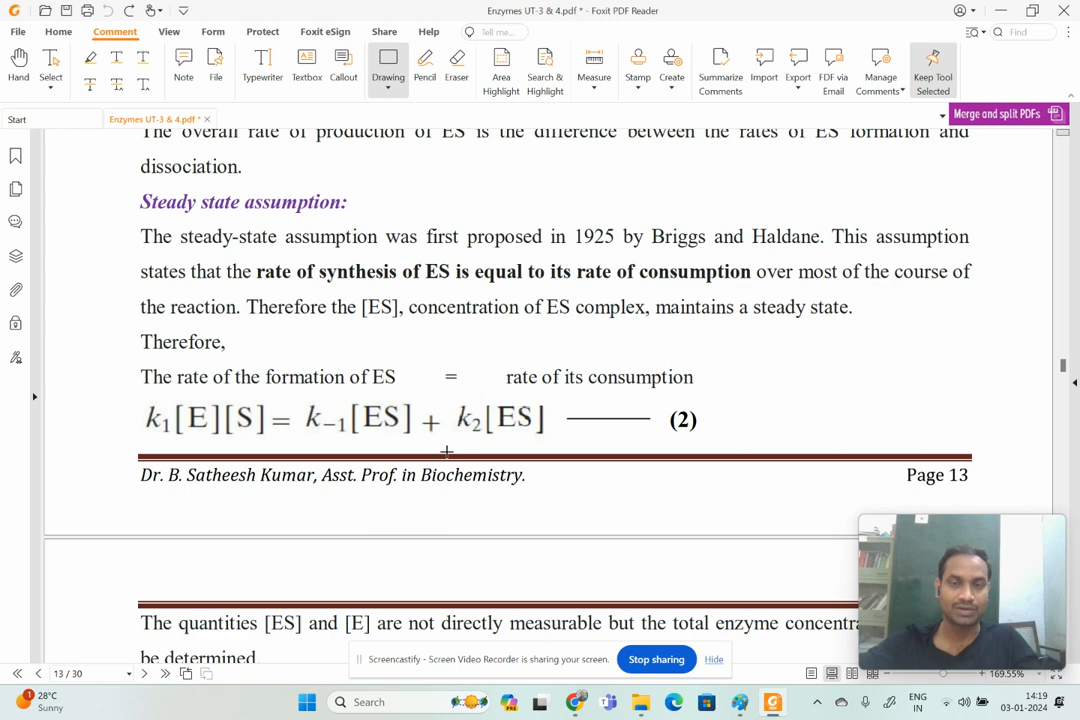 Enzymes UT-3 & 4.pdf * - Foxit PDF Reader
File Home Comment View Form Protect Foxit eSign Share Help Tell me... Find
Hand Select Note File Typewriter Textbox Callout Drawing Pencil Eraser Area Highlight Search & Highlight Measure Stamp Create Summarize Comments Import Export FDF via Email Manage Comments Keep Tool Selected
Start Enzymes UT-3 & 4.pdf * Merge and split PDFs
The overall rate of production of ES is the difference between the rates of ES formation and
dissociation.
Steady state assumption:
The steady-state assumption was first proposed in 1925 by Briggs and Haldane. This assumption
states that the rate of synthesis of ES is equal to its rate of consumption over most of the course of
the reaction. Therefore the [ES], concentration of ES complex, maintains a steady state.
Therefore,
The rate of the formation of ES = rate of its consumption
k₁[E][S] = k₋₁[ES] + k₂[ES] ——— (2)
Dr. B. Satheesh Kumar, Asst. Prof. in Biochemistry. Page 13
The quantities [ES] and [E] are not directly measurable but the total enzyme
be determined
Screencastify - Screen Video Recorder is sharing your screen. Stop sharing Hide
13 / 30 169.55%
28°C
Sunny
Search
ENG
IN
14:19
03-01-2024